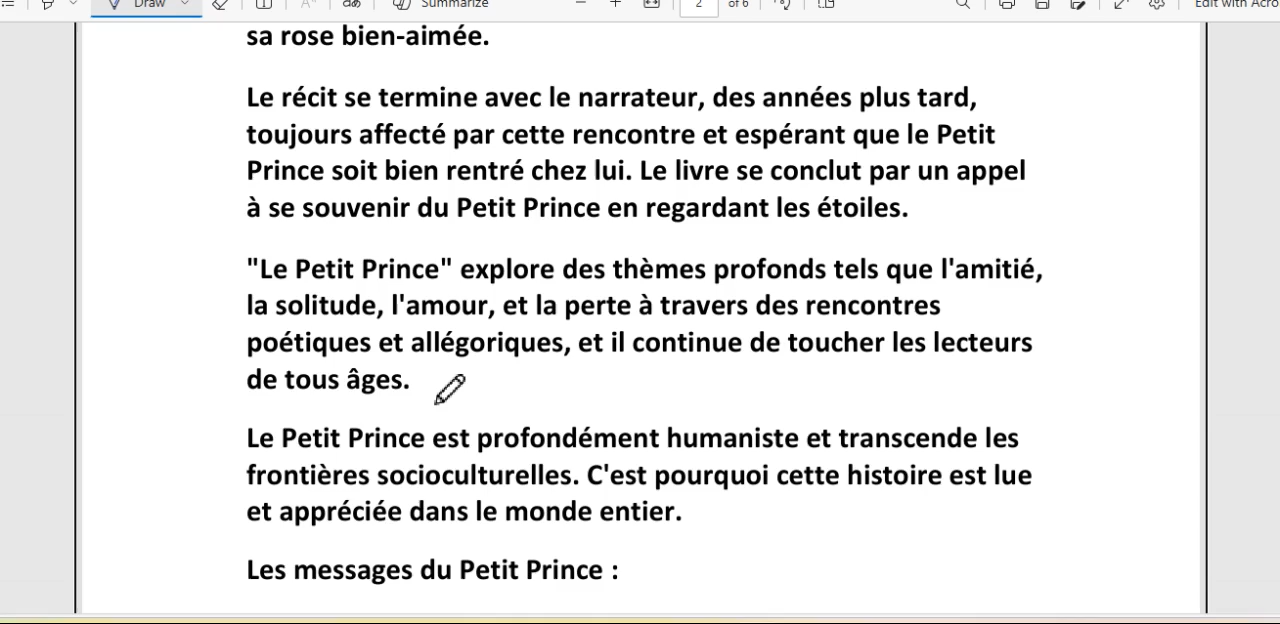 Draw
Summarize
2 of 6
Edit with Acro
sa rose bien-aimée.
Le récit se termine avec le narrateur, des années plus tard,
toujours affecté par cette rencontre et espérant que le Petit
Prince soit bien rentré chez lui. Le livre se conclut par un appel
à se souvenir du Petit Prince en regardant les étoiles.
"Le Petit Prince" explore des thèmes profonds tels que l'amitié,
la solitude, l'amour, et la perte à travers des rencontres
poétiques et allégoriques, et il continue de toucher les lecteurs
de tous âges.
Le Petit Prince est profondément humaniste et transcende les
frontières socioculturelles. C'est pourquoi cette histoire est lue
et appréciée dans le monde entier.
Les messages du Petit Prince :